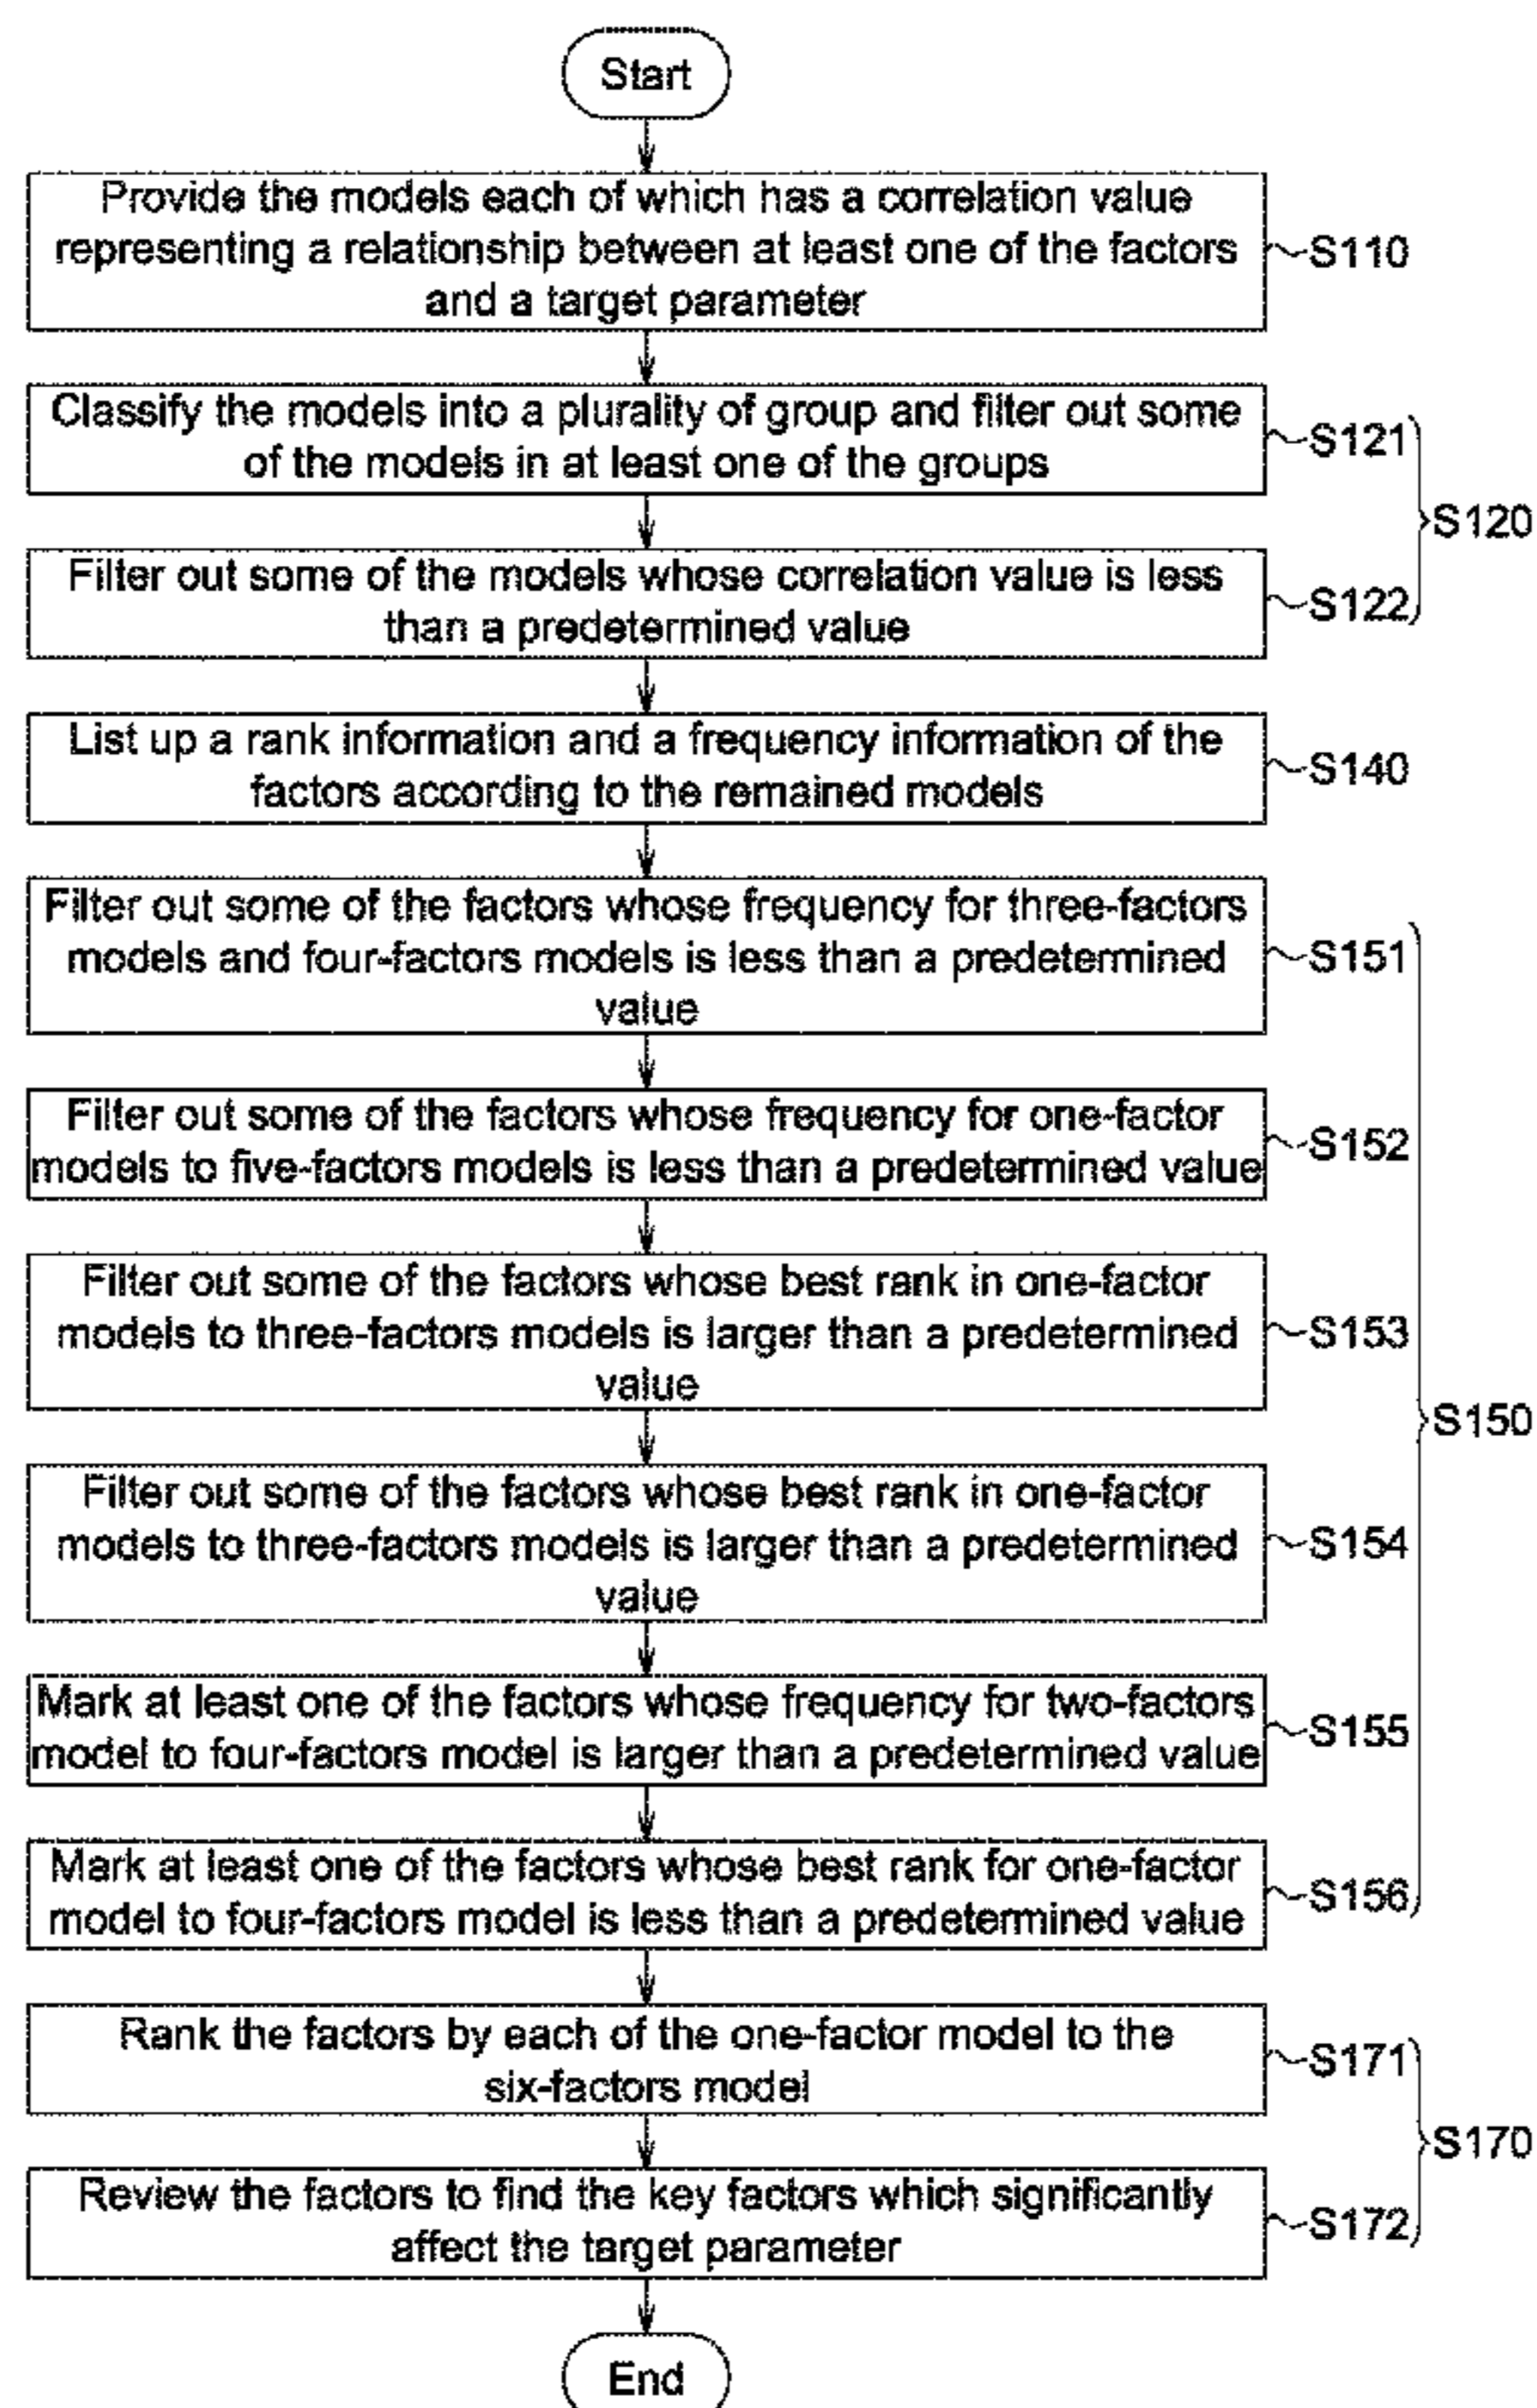 Start
Provide the models each of which has a correlation value
representing a relationship between at least one of the factors
and a target parameter
S110
Classify the models into a plurality of group and filter out some
of the models in at least one of the groups
S121
S120
Filter out some of the models whose correlation value is less
than a predetermined value
S122
List up a rank information and a frequency information of the
factors according to the remained models
S140
Filter out some of the factors whose frequency for three-factors
models and four-factors models is less than a predetermined
value
S151
Filter out some of the factors whose frequency for one-factor
models to five-factors models is less than a predetermined value
S152
Filter out some of the factors whose best rank in one-factor
models to three-factors models is larger than a predetermined
value
S153
S150
Filter out some of the factors whose best rank in one-factor
models to three-factors models is larger than a predetermined
value
S154
Mark at least one of the factors whose frequency for two-factors
model to four-factors model is larger than a predetermined value
S155
Mark at least one of the factors whose best rank for one-factor
model to four-factors model is less than a predetermined value
S156
Rank the factors by each of the one-factor model to the
six-factors model
S171
S170
Review the factors to find the key factors which significantly
affect the target parameter
S172
End